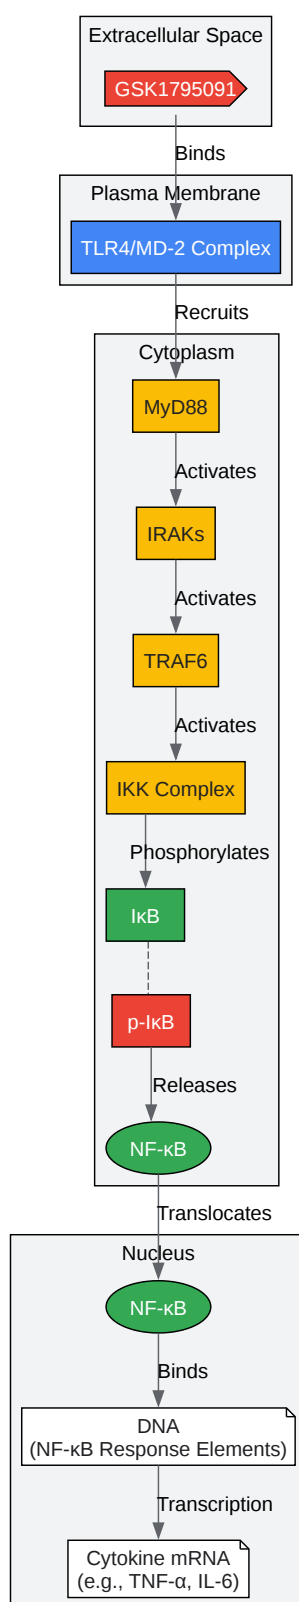 Extracellular Space
GSK1795091
Binds
Plasma Membrane
TLR4/MD-2 Complex
Recruits
Cytoplasm
MyD88
Activates
IRAKs
Activates
TRAF6
Activates
IKK Complex
Phosphorylates
IκB
p-IκB
Releases
NF-κB
Translocates
Nucleus
NF-κB
Binds
DNA
(NF-κB Response Elements)
Transcription
Cytokine mRNA
(e.g., TNF-α, IL-6)